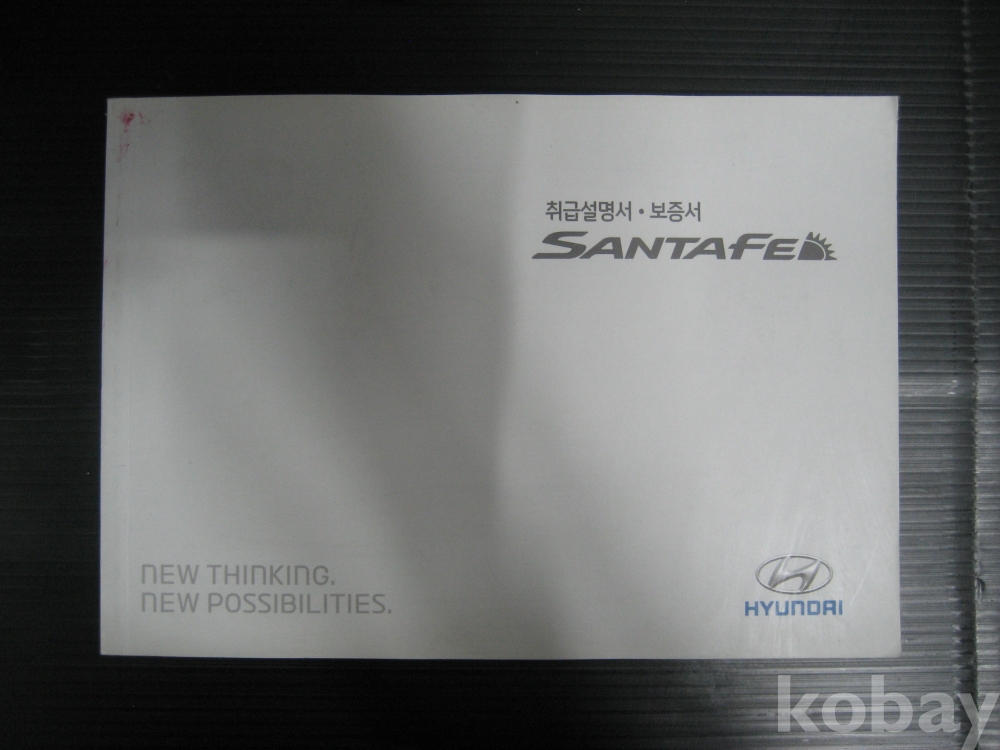 취급설명서 · 보증서
SANTAFE
NEW THINKING.
NEW POSSIBILITIES.
HYUNDAI
kobay